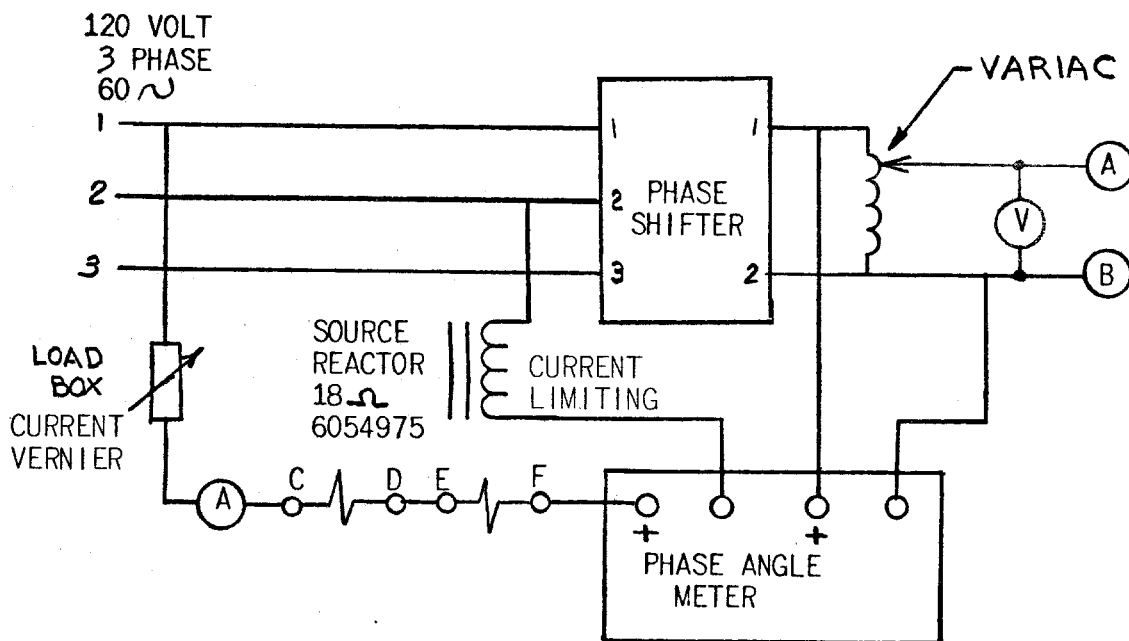 120 VOLT
3 PHASE
60 ~
1
2
3
1
2
3
PHASE
SHIFTER
1
2
VARIAC
A
V
B
LOAD
BOX
CURRENT
VERNIER
SOURCE
REACTOR
18 Ω
6054975
CURRENT
LIMITING
A
C
D
E
F
+
+
PHASE ANGLE
METER